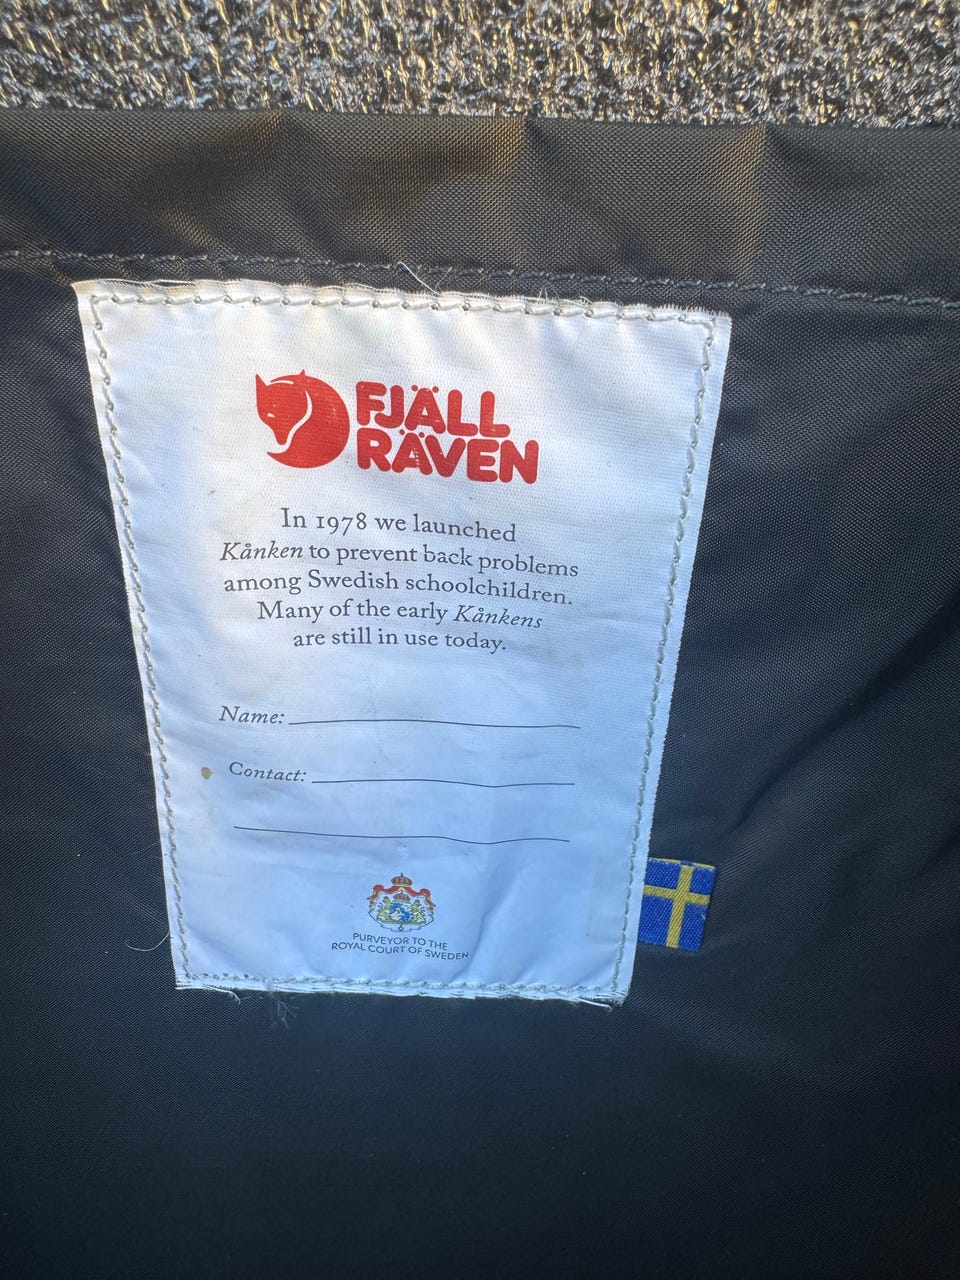 FJÄLL
RÄVEN
In 1978 we launched
Kånken to prevent back problems
among Swedish schoolchildren.
Many of the early Kånkens
are still in use today.
Name:
Contact:
PURVEYOR TO THE
ROYAL COURT OF SWEDEN